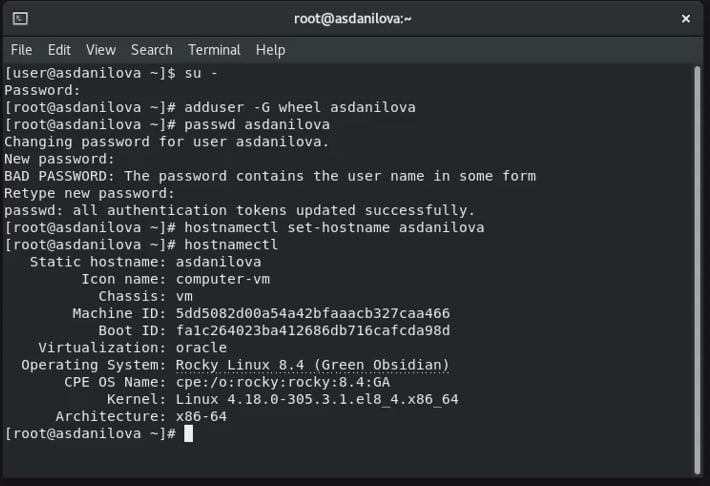 root@asdanilova:~
File Edit View Search Terminal Help
[user@asdanilova ~]$ su -
Password:
[root@asdanilova ~]# adduser -G wheel asdanilova
[root@asdanilova ~]# passwd asdanilova
Changing password for user asdanilova.
New password:
BAD PASSWORD: The password contains the user name in some form
Retype new password:
passwd: all authentication tokens updated successfully.
[root@asdanilova ~]# hostnamectl set-hostname asdanilova
[root@asdanilova ~]# hostnamectl
Static hostname: asdanilova
Icon name: computer-vm
Chassis: vm
Machine ID: 5dd5082d00a54a42bfaaacb327caa466
Boot ID: fa1c264023ba412686db716cafcda98d
Virtualization: oracle
Operating System: Rocky Linux 8.4 (Green Obsidian)
CPE OS Name: cpe:/o:rocky:rocky:8.4:GA
Kernel: Linux 4.18.0-305.3.1.el8_4.x86_64
Architecture: x86-64
[root@asdanilova ~]#